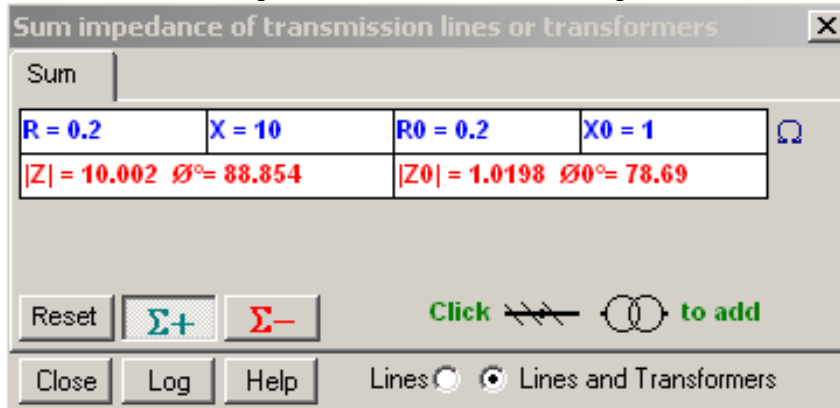 Sum impedance of transmission lines or transformers
Sum
R = 0.2 X = 10 R0 = 0.2 X0 = 1 Ω
|Z| = 10.002 Ø°= 88.854 |Z0| = 1.0198 Ø0°= 78.69
Reset Σ+ Σ− Click to add
Close Log Help Lines Lines and Transformers